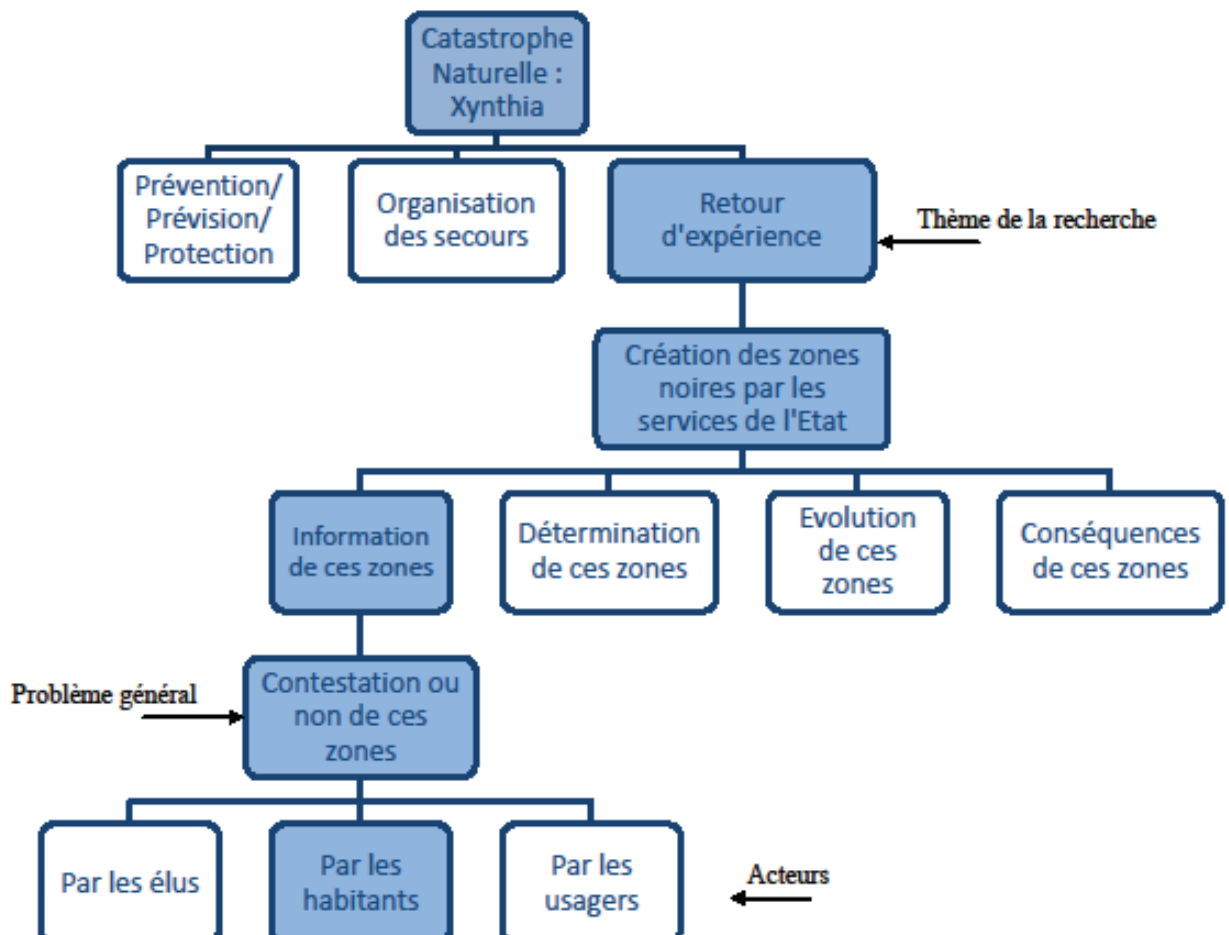 Catastrophe
Naturelle :
Xynthia
Prévention/
Prévision/
Protection
Organisation
des secours
Retour
d'expérience
Thème de la recherche
Création des zones
noires par les
services de l'Etat
Information
de ces zones
Détermination
de ces zones
Evolution
de ces
zones
Conséquences
de ces zones
Problème général
Contestation ou
non de ces
zones
Par les élus
Par les
habitants
Par les
usagers
Acteurs